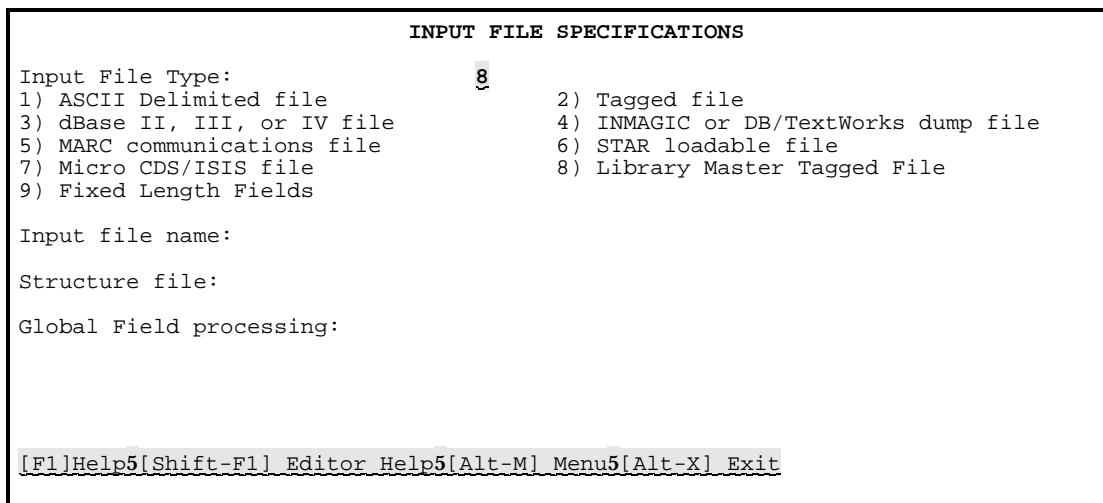 INPUT FILE SPECIFICATIONS
Input File Type: 8
1) ASCII Delimited file 2) Tagged file
3) dBase II, III, or IV file 4) INMAGIC or DB/TextWorks dump file
5) MARC communications file 6) STAR loadable file
7) Micro CDS/ISIS file 8) Library Master Tagged File
9) Fixed Length Fields
Input file name:
Structure file:
Global Field processing:
[F1]Help5[Shift-F1] Editor Help5[Alt-M] Menu5[Alt-X] Exit